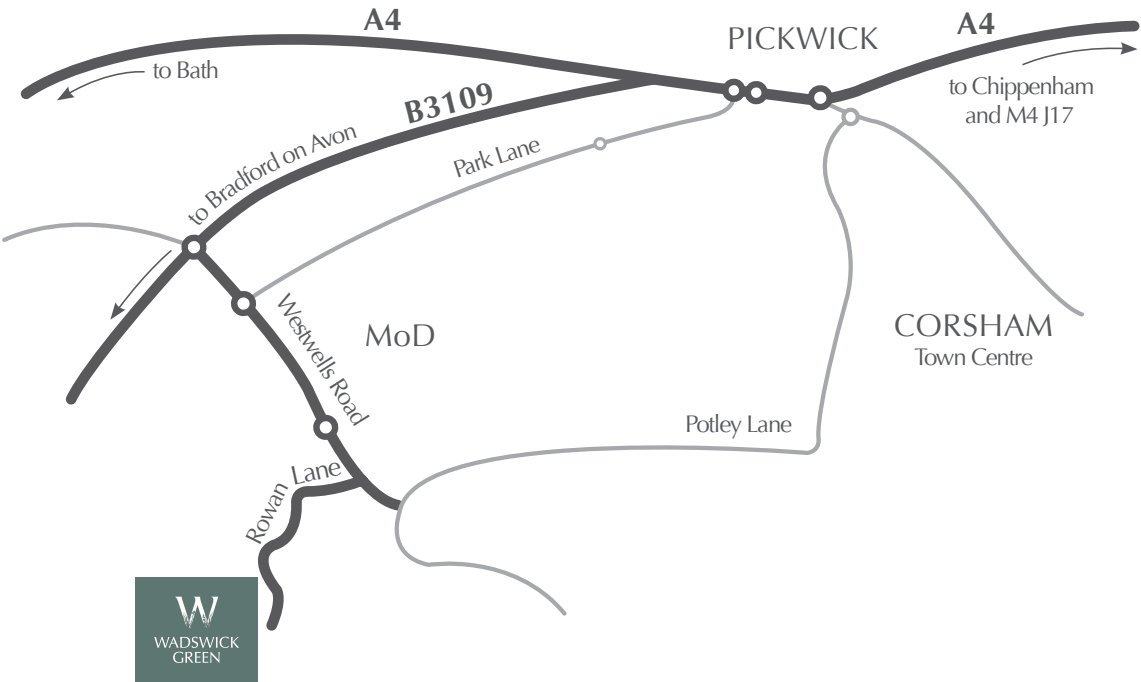 A4
PICKWICK
A4
to Bath
to Chippenham
and M4 J17
B3109
to Bradford on Avon
Park Lane
Westwells Road
MoD
CORSHAM
Town Centre
Potley Lane
Rowan Lane
W
WADSWICK
GREEN